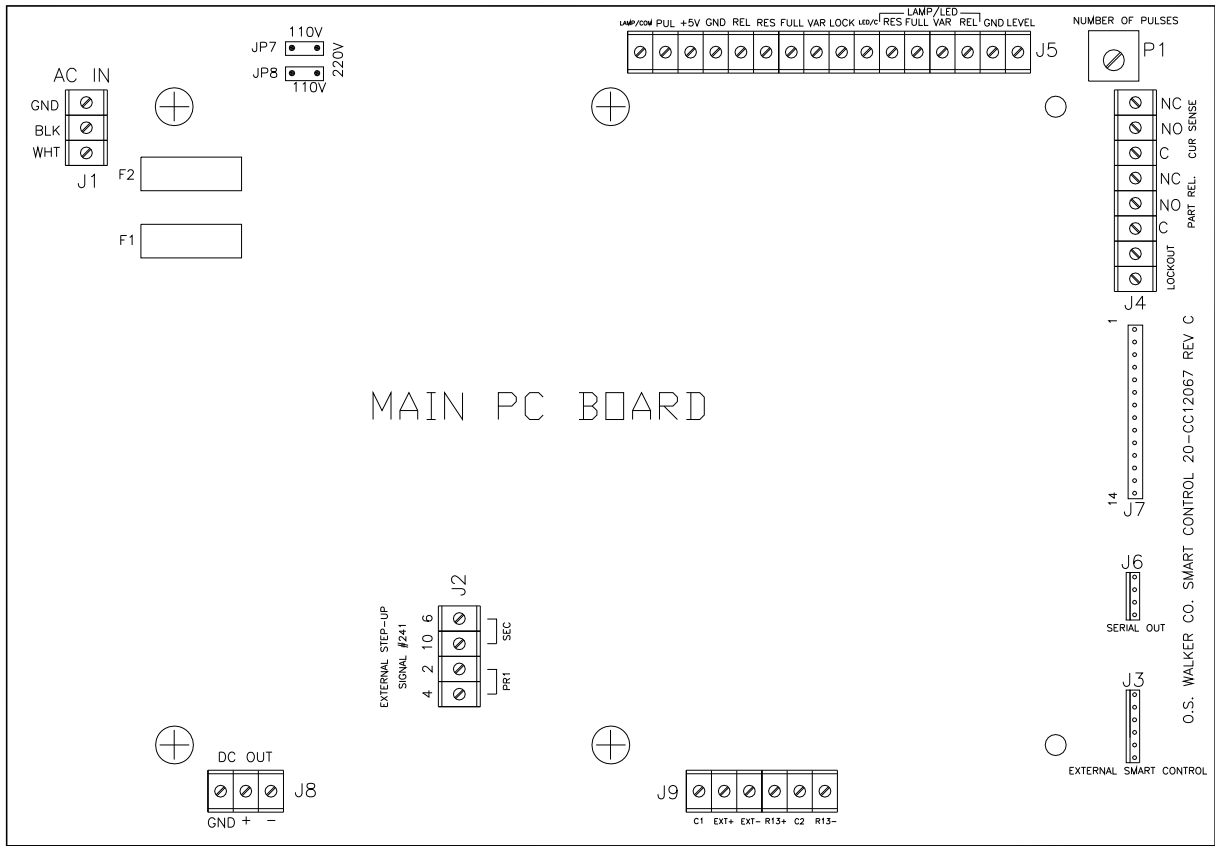 LAMP/LED
LAMP/COM PUL +5V GND REL RES FULL VAR LOCK LED/C RES FULL VAR REL GND LEVEL
J5
NUMBER OF PULSES
P1
110V
JP7
JP8
220V
110V
AC IN
GND
BLK
WHT
J1
F2
F1
NC
NO
C
CUR SENSE
NC
NO
C
PART REL.
LOCKOUT
J4
1
14
J7
MAIN PC BOARD
O.S. WALKER CO. SMART CONTROL 20-CC12067 REV C
J6
SERIAL OUT
J3
EXTERNAL SMART CONTROL
J2
EXTERNAL STEP-UP
SIGNAL #241
6
10
2
4
SEC
PR1
DC OUT
J8
GND + -
J9
C1 EXT+ EXT- R13+ C2 R13-